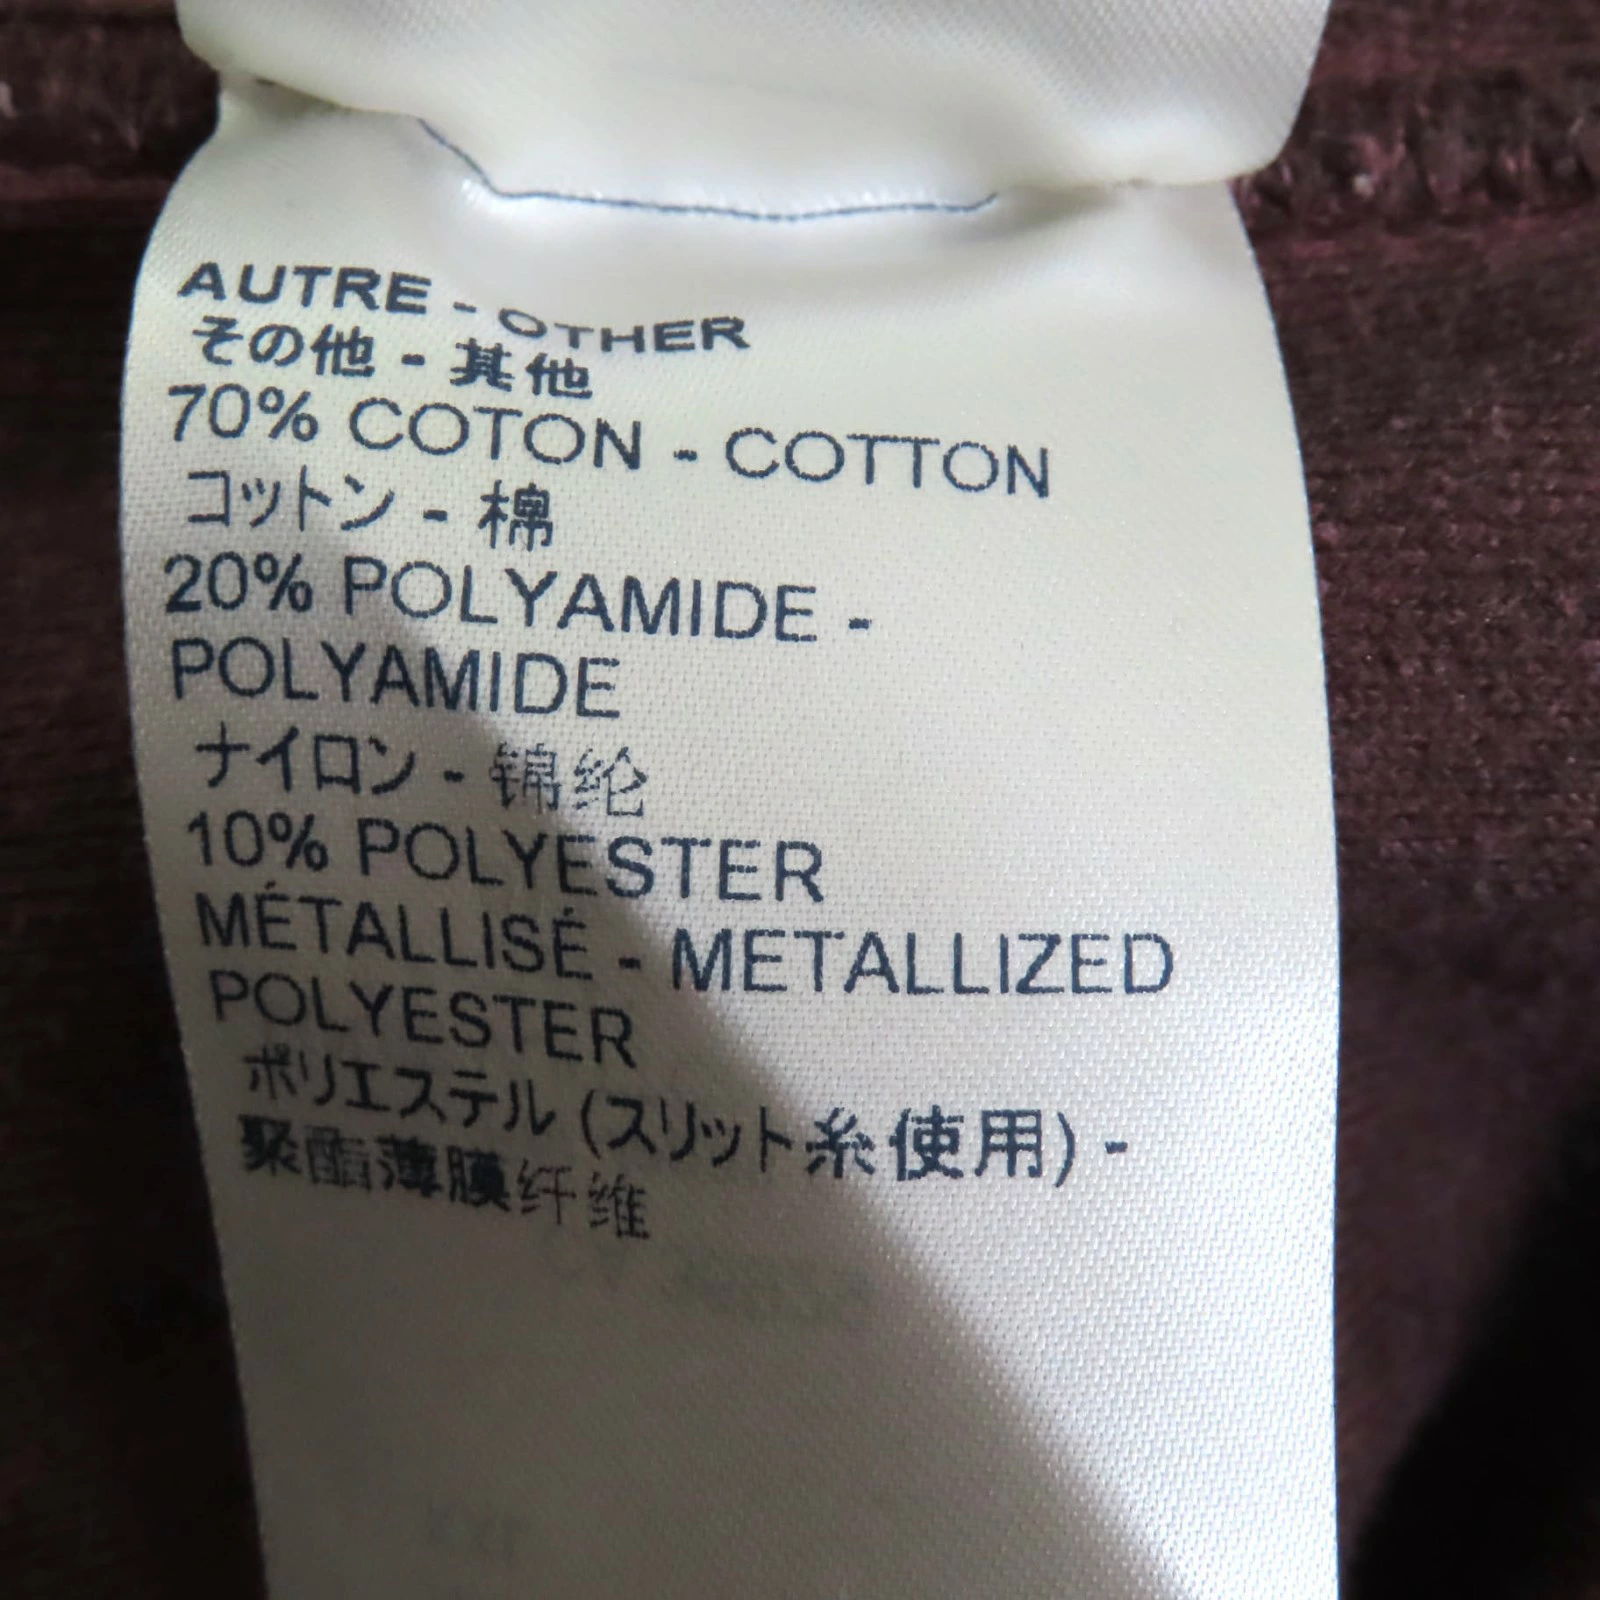 AUTRE - OTHER
その他 - 其他
70% COTON - COTTON
コットン - 棉
20% POLYAMIDE -
POLYAMIDE
ナイロン - 锦纶
10% POLYESTER
MÉTALLISÉ - METALLIZED
POLYESTER
ポリエステル (スリット糸使用) -
聚酯薄膜纤维